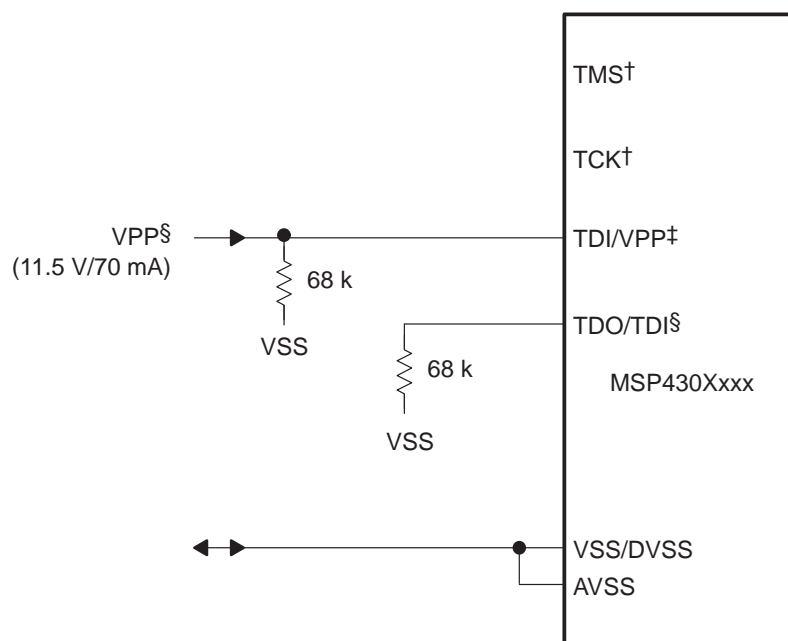 TMS†
TCK†
VPP§
(11.5 V/70 mA)
TDI/VPP‡
68 k
VSS
TDO/TDI§
68 k
VSS
MSP430Xxxx
VSS/DVSS
AVSS